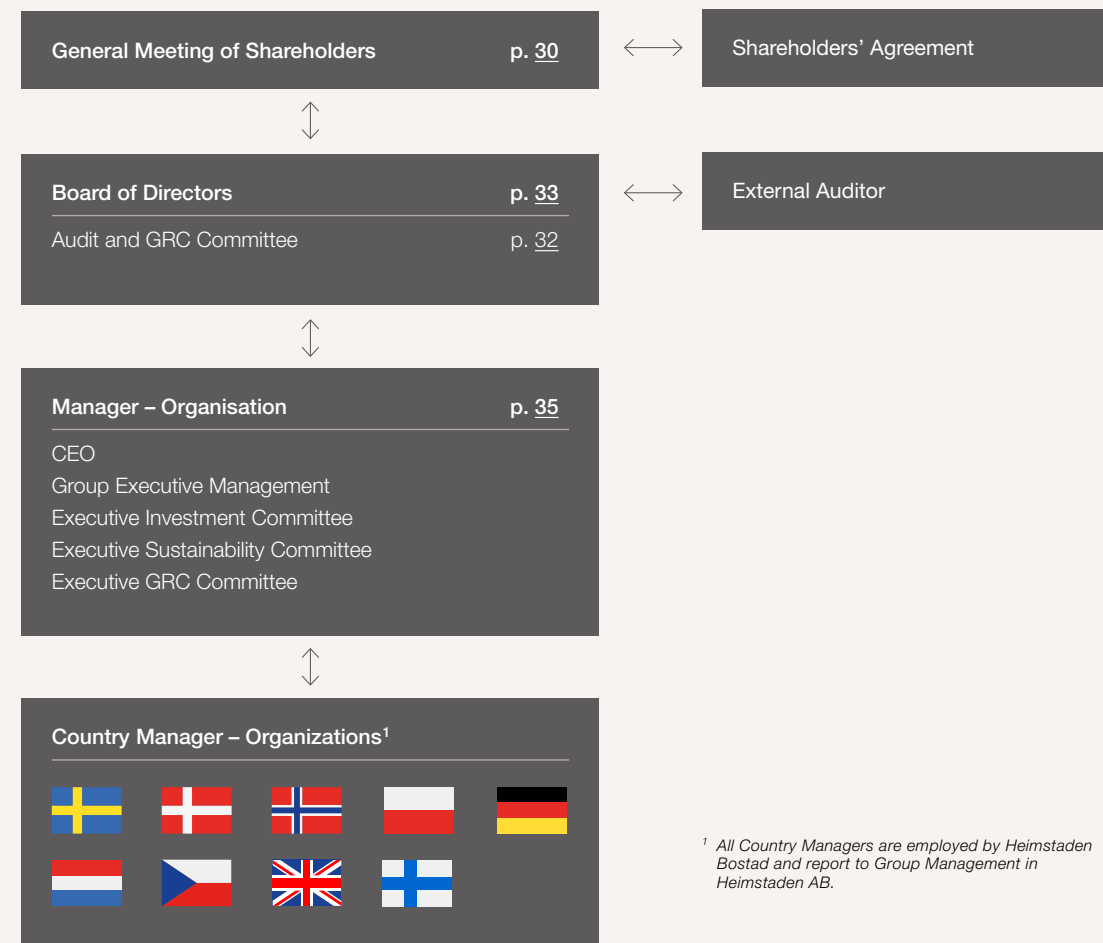 General Meeting of Shareholders p. 30
Shareholders’ Agreement
Board of Directors p. 33
External Auditor
Audit and GRC Committee p. 32
Manager – Organisation p. 35
CEO
Group Executive Management
Executive Investment Committee
Executive Sustainability Committee
Executive GRC Committee
Country Manager – Organizations¹
¹ All Country Managers are employed by Heimstaden
Bostad and report to Group Management in
Heimstaden AB.